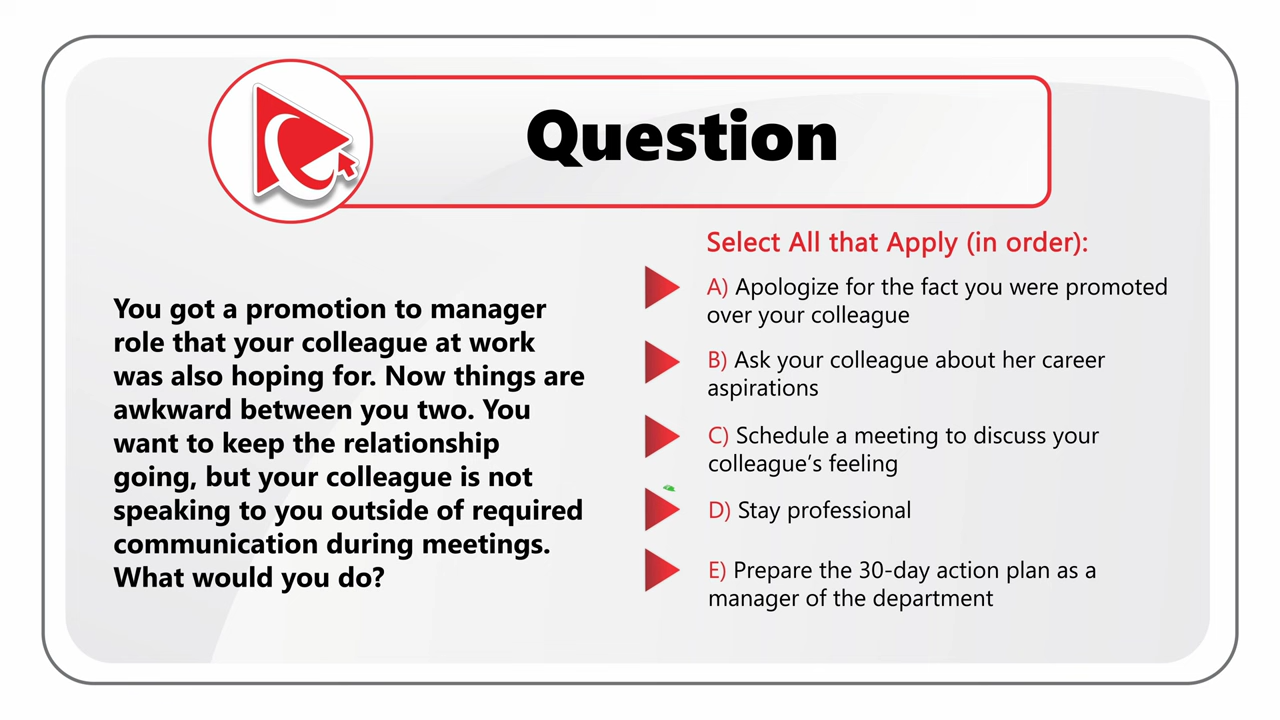 Question
You got a promotion to manager
role that your colleague at work
was also hoping for. Now things are
awkward between you two. You
want to keep the relationship
going, but your colleague is not
speaking to you outside of required
communication during meetings.
What would you do?
Select All that Apply (in order):
A) Apologize for the fact you were promoted
over your colleague
B) Ask your colleague about her career
aspirations
C) Schedule a meeting to discuss your
colleague’s feeling
D) Stay professional
E) Prepare the 30-day action plan as a
manager of the department